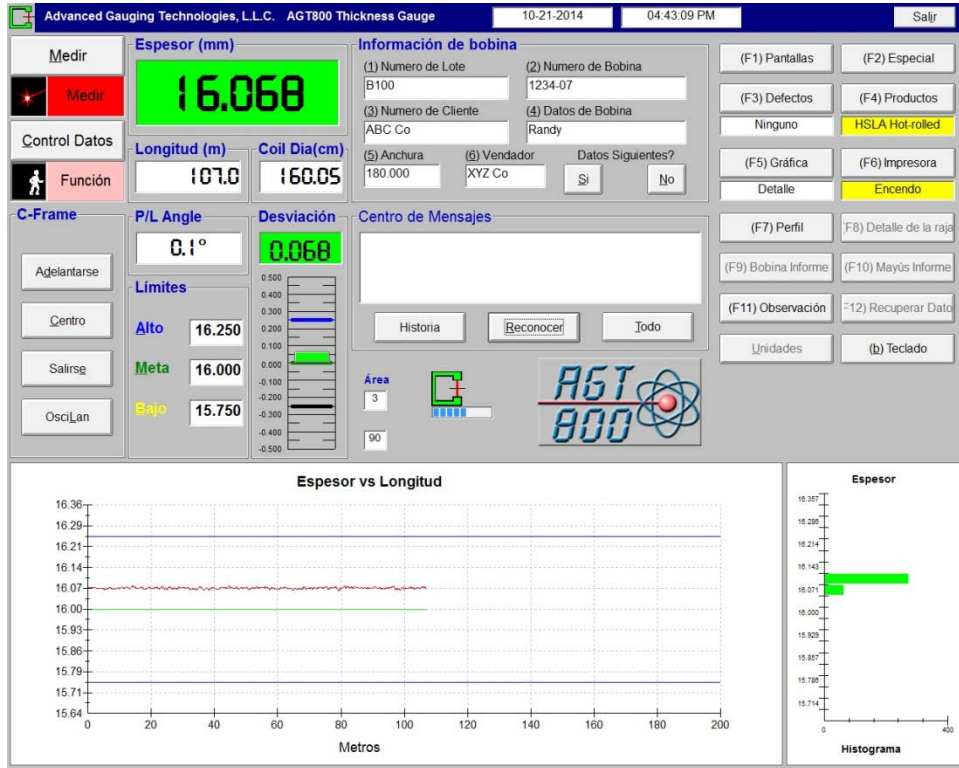 Advanced Gauging Technologies, L.L.C. AGT800 Thickness Gauge
10-21-2014
04:43:09 PM
Salir
Medir
Medir
Control Datos
Función
Espesor (mm)
16.068
Longitud (m)
107.0
Coil Dia(cm)
160.05
Información de bobina
(1) Numero de Lote
B100
(2) Numero de Bobina
1234-07
(3) Numero de Cliente
ABC Co
(4) Datos de Bobina
Randy
(5) Anchura
180.000
(6) Vendador
XYZ Co
Datos Siguientes?
Si
No
(F1) Pantallas
(F2) Especial
(F3) Defectos
(F4) Productos
Ninguno
HSLA Hot-rolled
(F5) Gráfica
(F6) Impresora
Detalle
Encendo
(F7) Perfil
(F8) Detalle de la raja
(F9) Bobina Informe
(F10) Mayús Informe
(F11) Observación
F12) Recuperar Dato
Unidades
(b) Teclado
C-Frame
Adelantarse
Centro
Salirse
OsciLan
P/L Angle
0.1°
Límites
Alto
16.250
Meta
16.000
Bajo
15.750
Desviación
0.068
0.500
0.400
0.300
0.200
0.100
0.000
-0.100
-0.200
-0.300
-0.400
-0.500
Centro de Mensajes
Historia
Reconocer
Todo
Área
3
90
AGT
800
Espesor vs Longitud
16.36
16.29
16.21
16.14
16.07
16.00
15.93
15.86
15.79
15.71
15.64
0 20 40 60 80 100 120 140 160 180 200
Metros
Espesor
16.357
16.286
16.214
16.143
16.071
16.000
15.929
15.857
15.786
15.714
0 400
Histograma